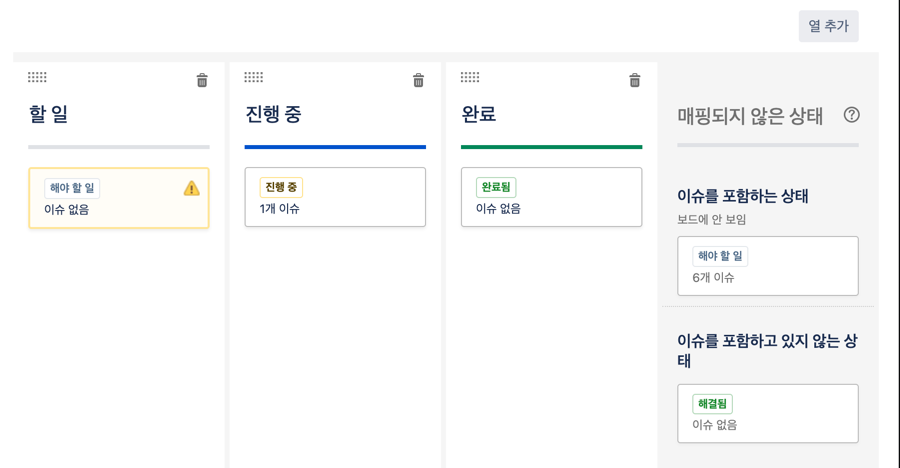 열 추가
할 일
해야 할 일
이슈 없음
진행 중
진행 중
1개 이슈
완료
완료됨
이슈 없음
매핑되지 않은 상태
이슈를 포함하는 상태
보드에 안 보임
해야 할 일
6개 이슈
이슈를 포함하고 있지 않는 상
태
해결됨
이슈 없음